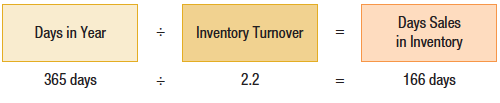 Days in Year ÷ Inventory Turnover = Days Sales
in Inventory
365 days ÷ 2.2 = 166 days